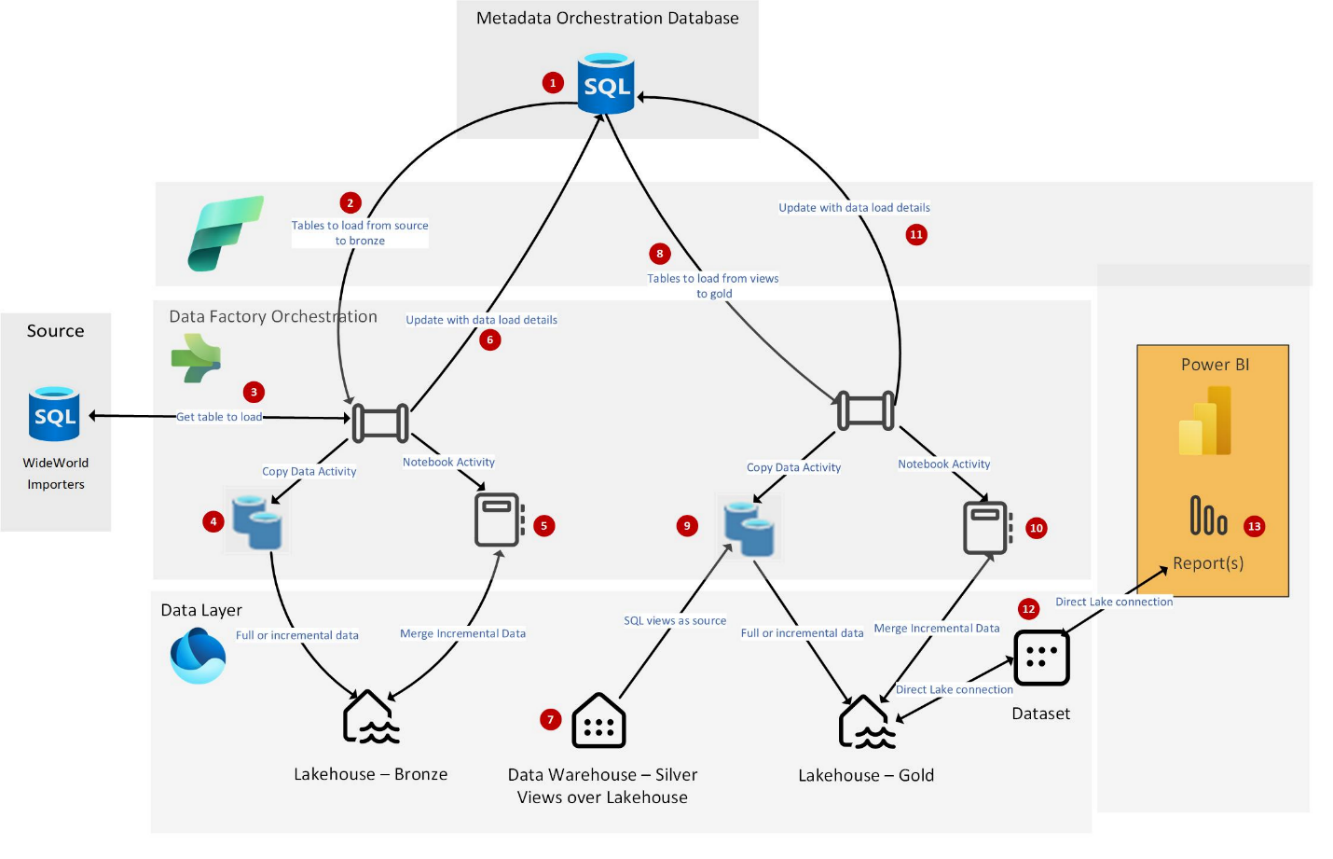 Metadata Orchestration Database
1
SQL
2
Tables to load from source
to bronze
Update with data load details
11
8
Tables to load from views
to gold
Data Factory Orchestration
Update with data load details
6
Source
SQL
WideWorld
Importers
3
Get table to load
Copy Data Activity
Notebook Activity
4
5
Copy Data Activity
Notebook Activity
9
10
Power BI
13
Report(s)
Data Layer
Full or incremental data
Merge Incremental Data
SQL views as source
Full or incremental data
Merge Incremental Data
12
Direct Lake connection
Direct Lake connection
Dataset
7
Lakehouse – Bronze
Data Warehouse – Silver
Views over Lakehouse
Lakehouse – Gold